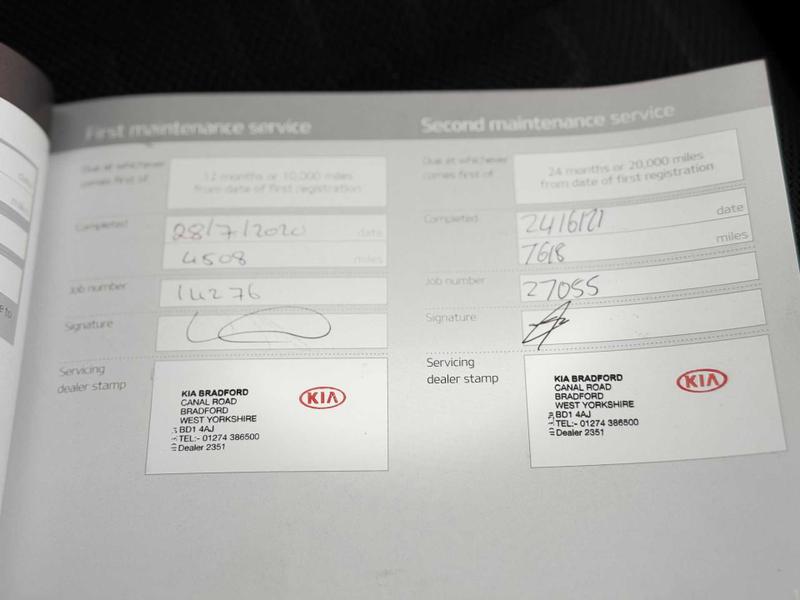 First maintenance service
Due at whichever
comes first of
12 months or 10,000 miles
from date of first registration
Completed
28/7/2020 date
4508 miles
Job number
14276
Signature
Servicing
dealer stamp
KIA BRADFORD
CANAL ROAD
BRADFORD
WEST YORKSHIRE
BD1 4AJ
TEL:- 01274 386500
Dealer 2351
KIA
Second maintenance service
Due at whichever
comes first of
24 months or 20,000 miles
from date of first registration
Completed
24/6/21 date
7618 miles
Job number
27055
Signature
Servicing
dealer stamp
KIA BRADFORD
CANAL ROAD
BRADFORD
WEST YORKSHIRE
BD1 4AJ
TEL:- 01274 386500
Dealer 2351
KIA